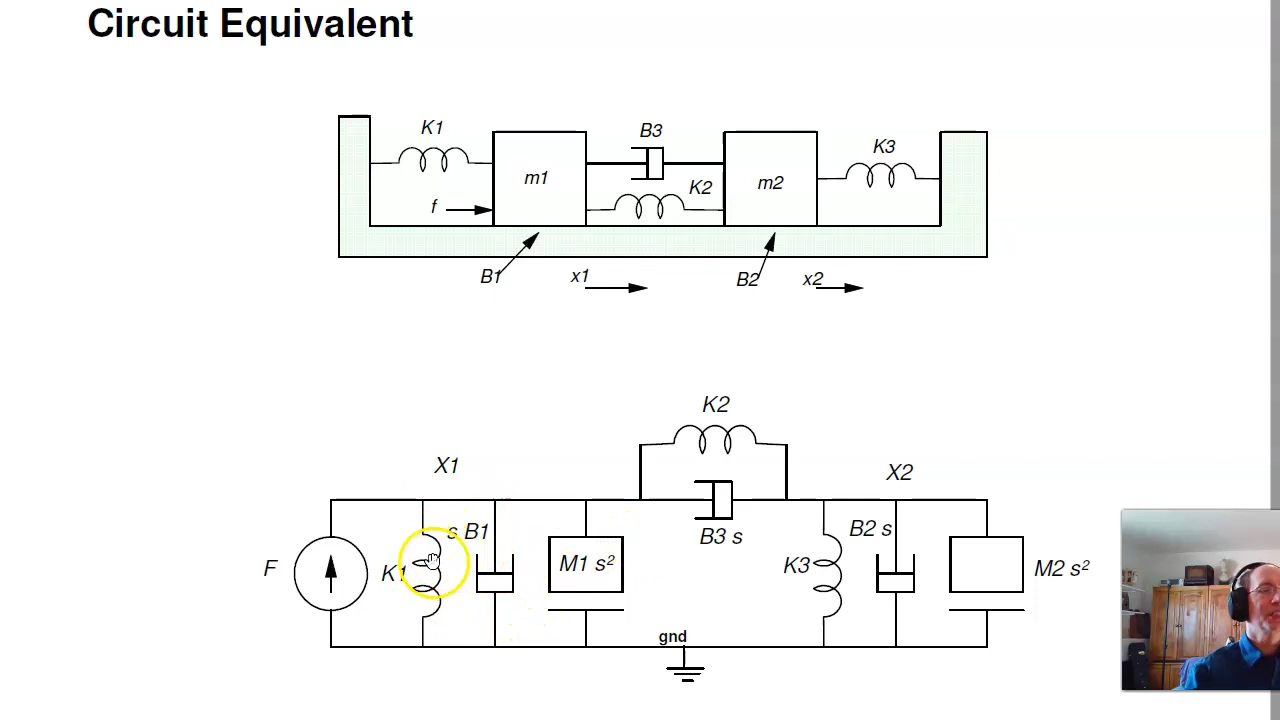 Circuit Equivalent
K1
B3
K3
m1
K2
m2
f
B1
x1
B2
x2
K2
X1
X2
s B1
B2 s
B3 s
F
K1
M1 s²
K3
M2 s²
gnd